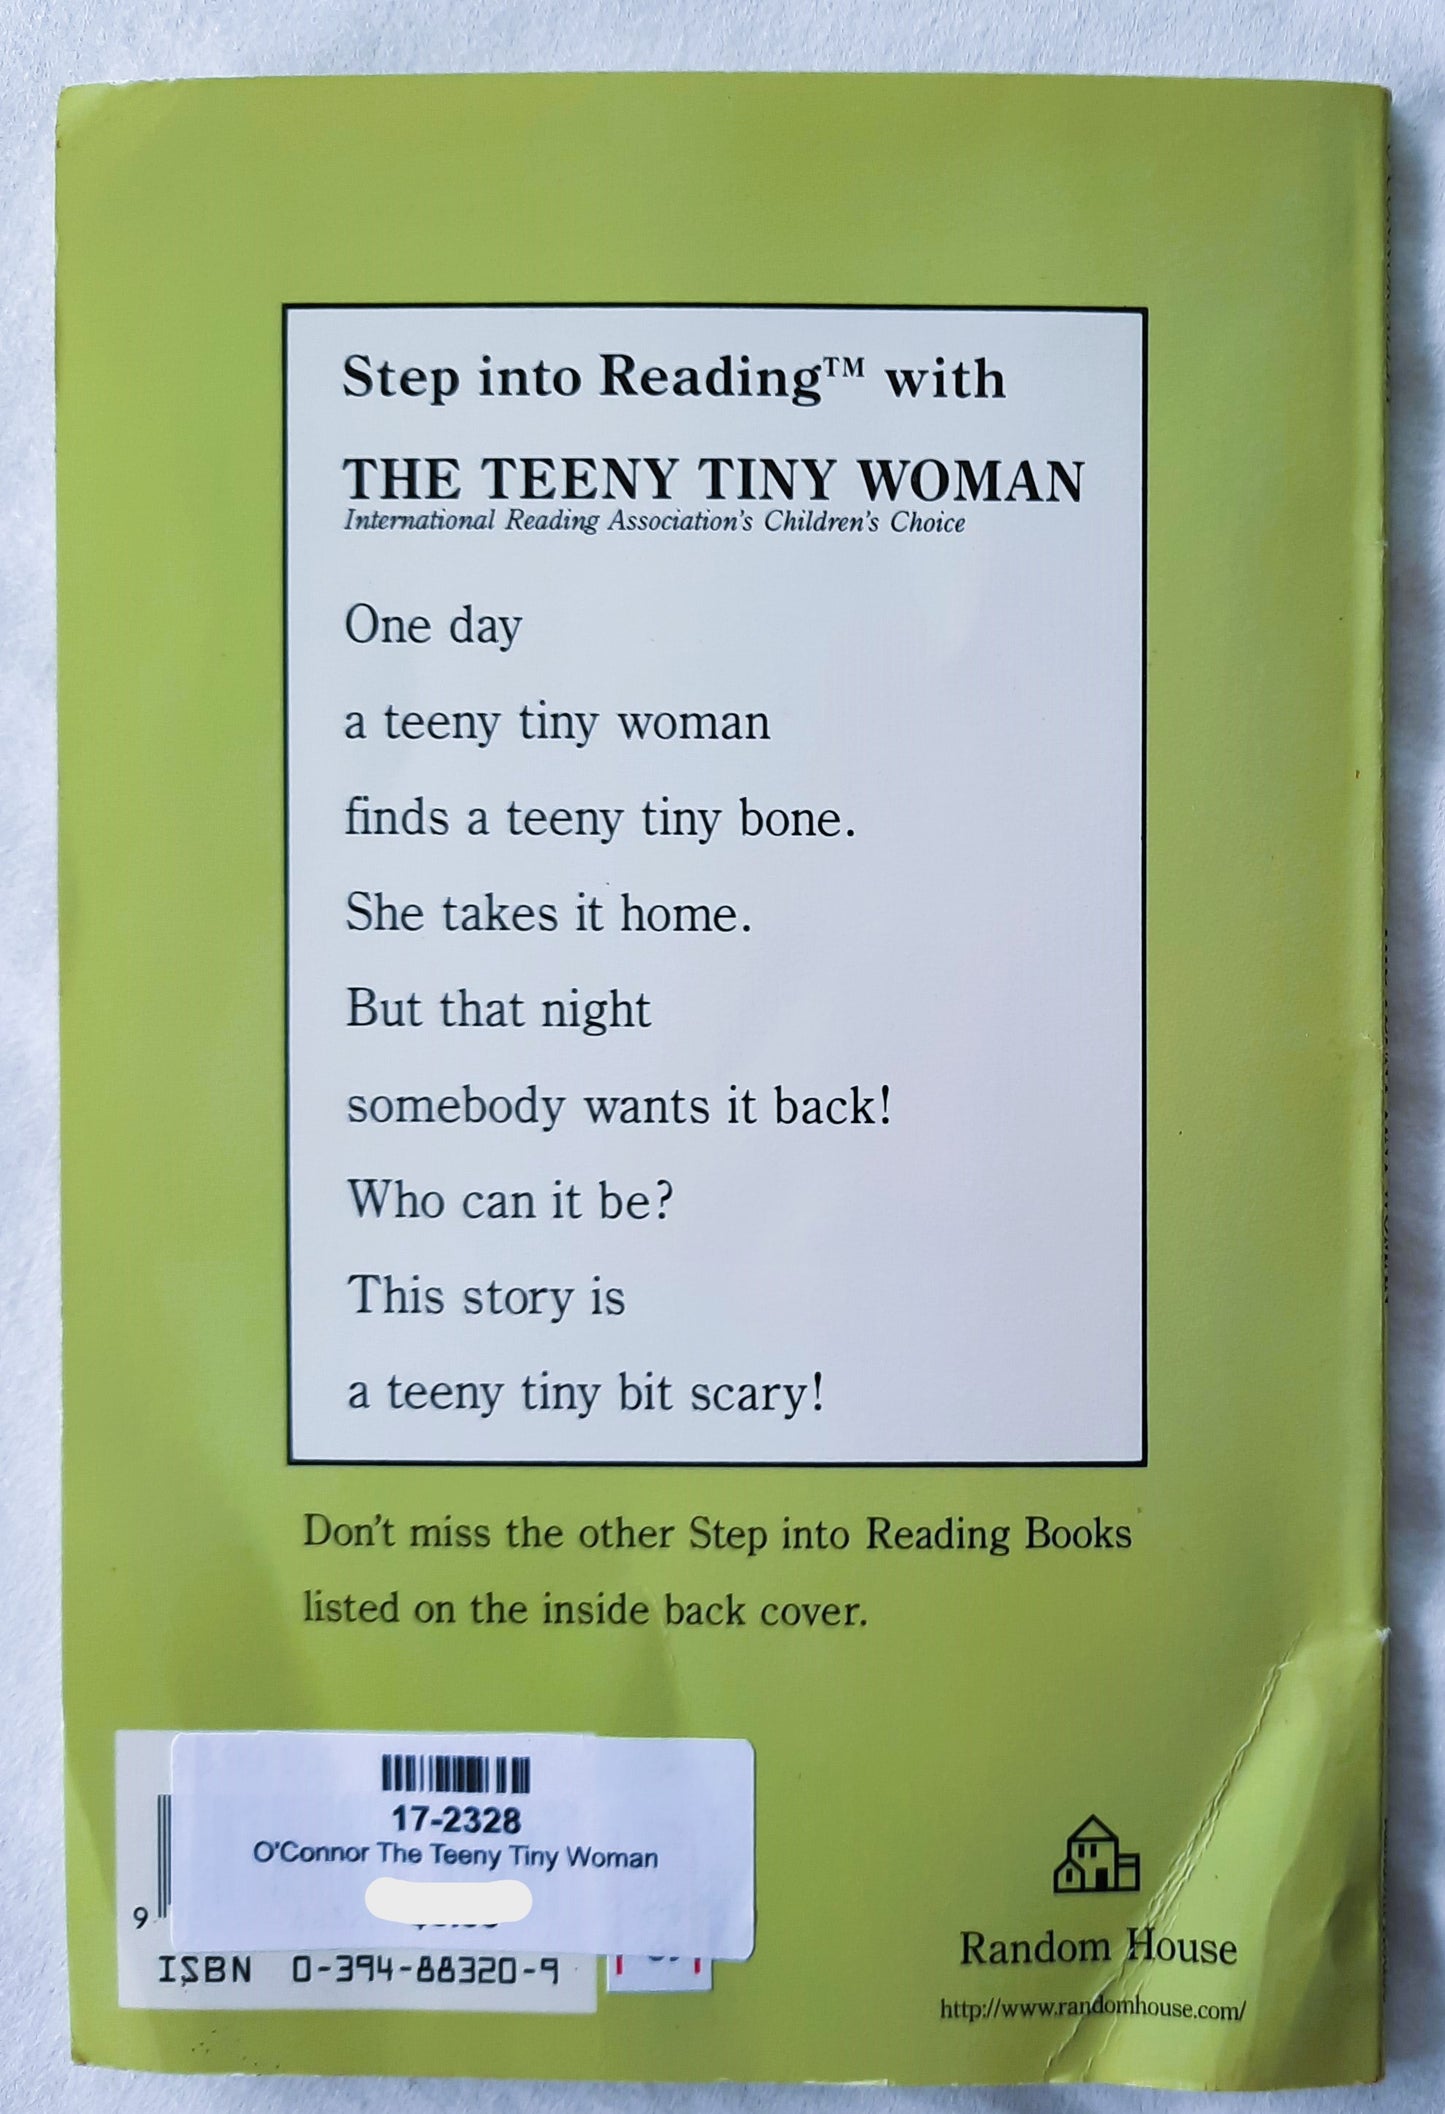 Step into Reading™ with
THE TEENY TINY WOMAN
International Reading Association's Children's Choice
One day
a teeny tiny woman
finds a teeny tiny bone.
She takes it home.
But that night
somebody wants it back!
Who can it be?
This story is
a teeny tiny bit scary!
Don't miss the other Step into Reading Books
listed on the inside back cover.
17-2328
O'Connor The Teeny Tiny Woman
9
ISBN 0-394-88320-9
Random House
http://www.randomhouse.com/